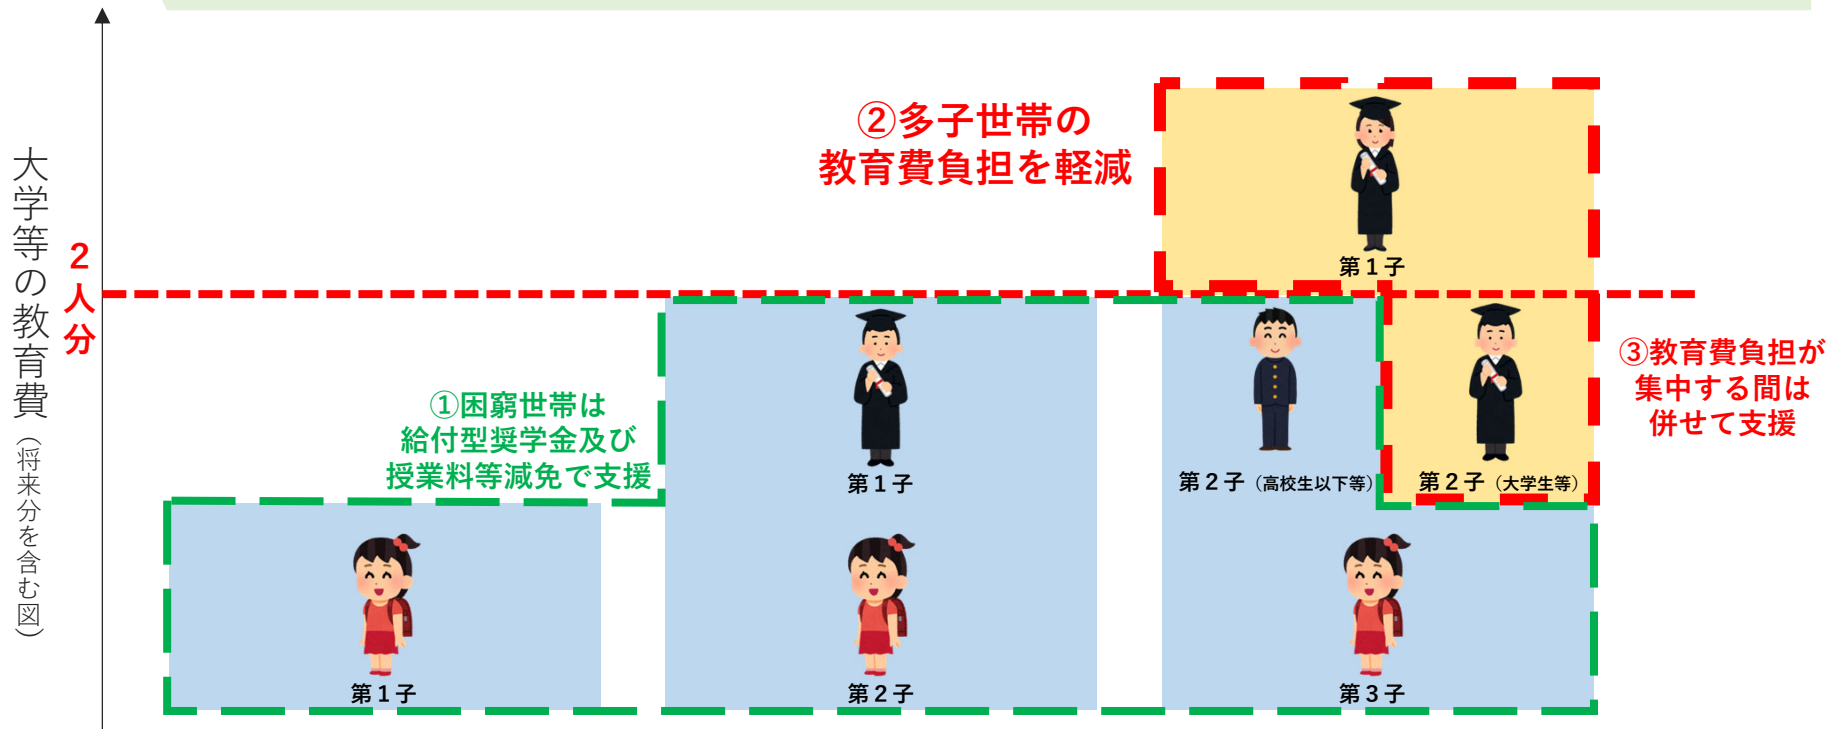 大学等の教育費（将来分を含む図）
2人分
②多子世帯の
教育費負担を軽減
第1子
③教育費負担が
集中する間は
併せて支援
①困窮世帯は
給付型奨学金及び
授業料等減免で支援
第1子
第2子（高校生以下等）
第2子（大学生等）
第1子
第2子
第3子